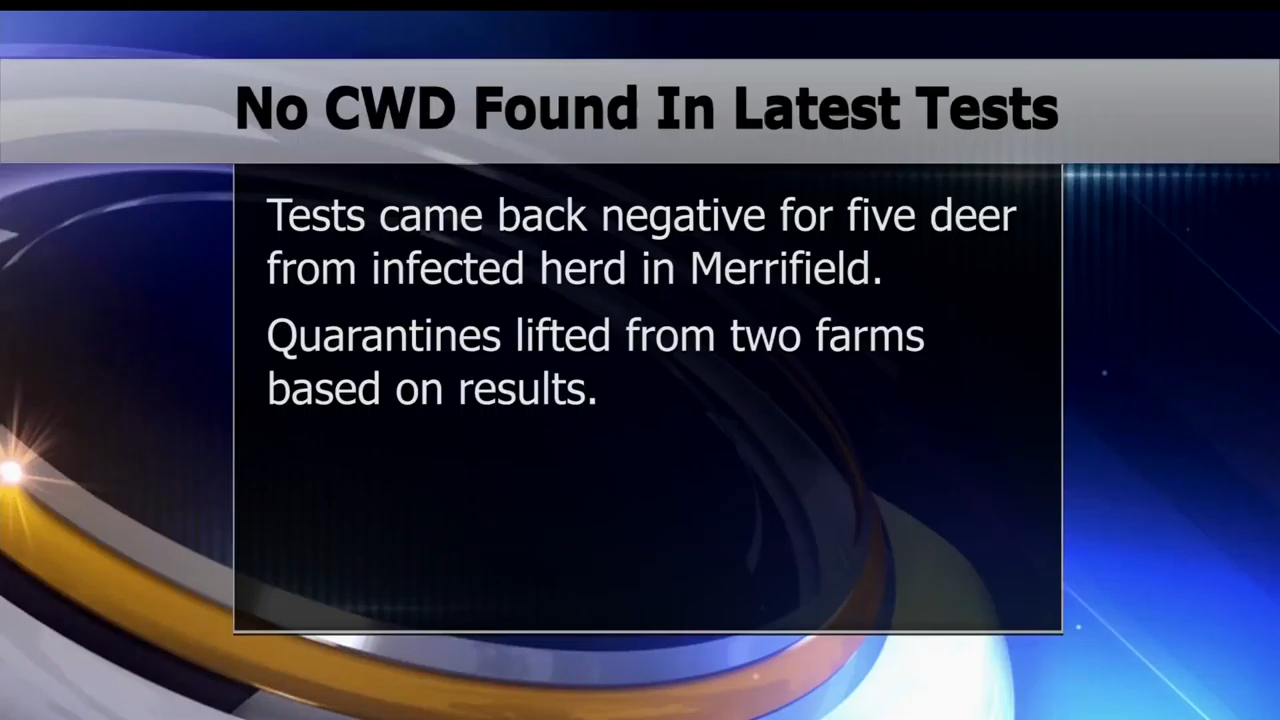 No CWD Found In Latest Tests
Tests came back negative for five deer
from infected herd in Merrifield.
Quarantines lifted from two farms
based on results.